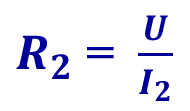 R₂ = U / I₂